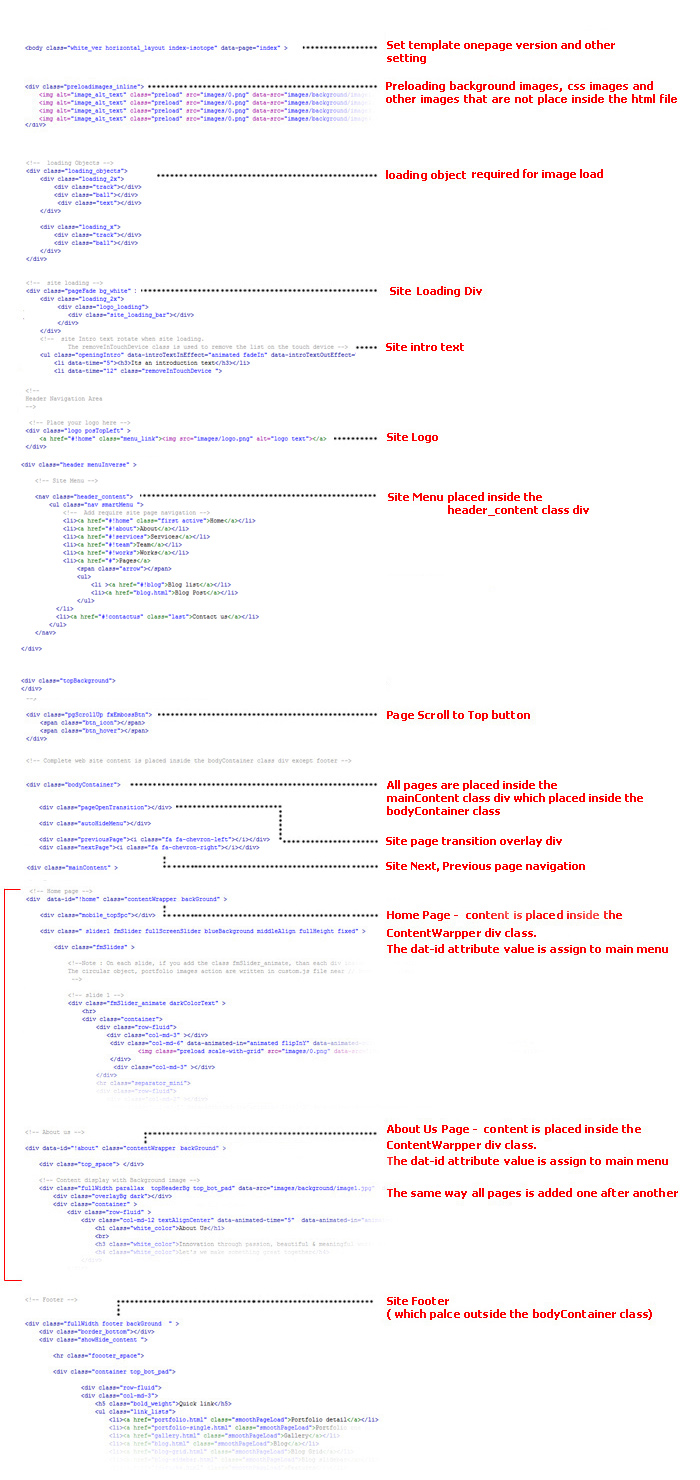 <body class="white_ver horizontal_layout index-isotope" data-page="index" >
Set template onepage version and other
setting
<div class="preloadimages_inline">
Preloading background images, css images and
other images that are not place inside the html file
<img alt="image_alt_text" class="preload" src="images/0.png" data-src="images/background/
<img alt="image_alt_text" class="preload" src="images/0.png" data-src="images/background/
<img alt="image_alt_text" class="preload" src="images/0.png" data-src="images/background/
<img alt="image_alt_text" class="preload" src="images/0.png" data-src="images/background/
</div>
<!--  loading Objects -->
<div class="loading_objects">
loading object required for image load
<div class="loading_2x">
<div class="track"></div>
<div class="ball"></div>
<div class="text"></div>
</div>
<div class="loading_x">
<div class="track"></div>
<div class="ball"></div>
</div>
</div>
<!--  site loading -->
<div class="pageFade bg_white" :
Site Loading Div
<div class="loading_2x">
<div class="logo_loading">
<div class="site_loading_bar"></div>
</div>
</div>
<!--  site Intro text rotate when site loading.
The removeInTouchDevice class is used to remove the list on the touch device -->
Site intro text
<ul class="openingIntro" data-introTextInEffect="animated fadeIn" data-introTextOutEffect=
<li data-time="5"><h3>Its an introduction text</h3></li>
<li data-time="12" class="removeInTouchDevice ">
<!--
Header Navigation Area
-->
<!-- Place your logo here -->
<div class="logo posTopLeft" >
<a href="#!home" class="menu_link"><img src="images/logo.png" alt="logo text"></a>
Site Logo
</div>
<div class="header menuInverse" >
<!-- Site Menu -->
<nav class="header_content">
Site Menu placed inside the
header_content class div
<ul class="nav smartMenu ">
<!--  Add require site page navigation -->
<li><a href="#!home" class="first active">Home</a></li>
<li><a href="#!about">About</a></li>
<li><a href="#!services">Services</a></li>
<li><a href="#!team">Team</a></li>
<li><a href="#!works">Works</a></li>
<li><a href="#">Pages</a>
<span class="arrow"></span>
<ul>
<li ><a href="#!blog">Blog list</a></li>
<li><a href="blog.html">Blog Post</a></li>
</ul>
</li>
<li><a href="#!contactus" class="last">Contact us</a></li>
</ul>
</nav>
</div>
<div class="topBackground">
</div>
-->
<div class="pgScrollUp fxEmbossBtn">
Page Scroll to Top button
<span class="btn_icon"></span>
<span class="btn_hover"></span>
</div>
<!-- Complete web site content is placed inside the bodyContainer class div except footer -->
<div class="bodyContainer">
All pages are placed inside the
mainContent class div which placed inside the
bodyContainer class
<div class="pageOpenTransition"></div>
<div class="autoHideMenu"></div>
<div class="previousPage"><i class="fa fa-chevron-left"></i></div>
Site page transition overlay div
<div class="nextPage"><i class="fa fa-chevron-right"></i></div>
<div class="mainContent" >
Site Next, Previous page navigation
<!-- Home page -->
<div  data-id="!home" class="contentWrapper backGround" >
<div class="mobile_topSpc"></div>
Home Page - content is placed inside the
ContentWarpper div class.
The dat-id attribute value is assign to main menu
<div class=" slider1 fmSlider fullScreenSlider blueBackground middleAlign fullHeight fixed" >
<div class="fmSlides" >
<!--Note : On each slide, if you add the class fmSlider_animate, than each div
The circular object, portfolio images action are written in custom.js file near
-->
<!-- slide 1 -->
<div class="fmSlider_animate darkColorText" >
<hr>
<div class="container">
<div class="row-fluid">
<div class="col-md-3" ></div>
<div class="col-md-6" data-animated-in="animated flipInY" data-animated-
<img class="preload scale-with-grid" src="images/0.png"
</div>
<div class="col-md-3" ></div>
</div>
<hr class="separator_mini">
<div class="row-fluid">
<!-- About us -->
About Us Page - content is placed inside the
ContentWarpper div class.
The dat-id attribute value is assign to main menu
<div data-id="!about" class="contentWrapper backGround" >
<div class="top_space"> </div>
<!-- Content display with Background image -->
<div class="fullWidth parallax  topHeaderBg top_bot_pad" data-src="images/background/image1.jpg"
The same way all pages is added one after another
<div class="overlayBg dark"></div>
<div class="container" >
<div class="row-fluid" >
<div class="col-md-12 textAlignCenter" data-animated-time="5"  data-animated-in=
<h1 class="white_color">About Us</h1>
<br>
<h3 class="white_color">Innovation through passion, beautiful & meaningful
<!-- Footer -->
Site Footer
( which palce outside the bodyContainer class)
<div class="fullWidth footer backGround  " >
<div class="border_bottom"></div>
<div class="showHide_content ">
<hr class="foocter_space">
<div class="container top_bot_pad">
<div class="row-fluid">
<div class="col-md-3">
<h5 class="bold_weight">Quick link</h5>
<ul class="link_lists">
<li><a href="portfolio.html" class="smoothPageLoad">Portfolio detail</a></li>
<li><a href="portfolio-single.html" class="smoothPageLoad">Portfolio
<li><a href="gallery.html" class="smoothPageLoad">Gallery</a></li>
<li><a href="blog.html" class="smoothPageLoad">Blog</a></li>